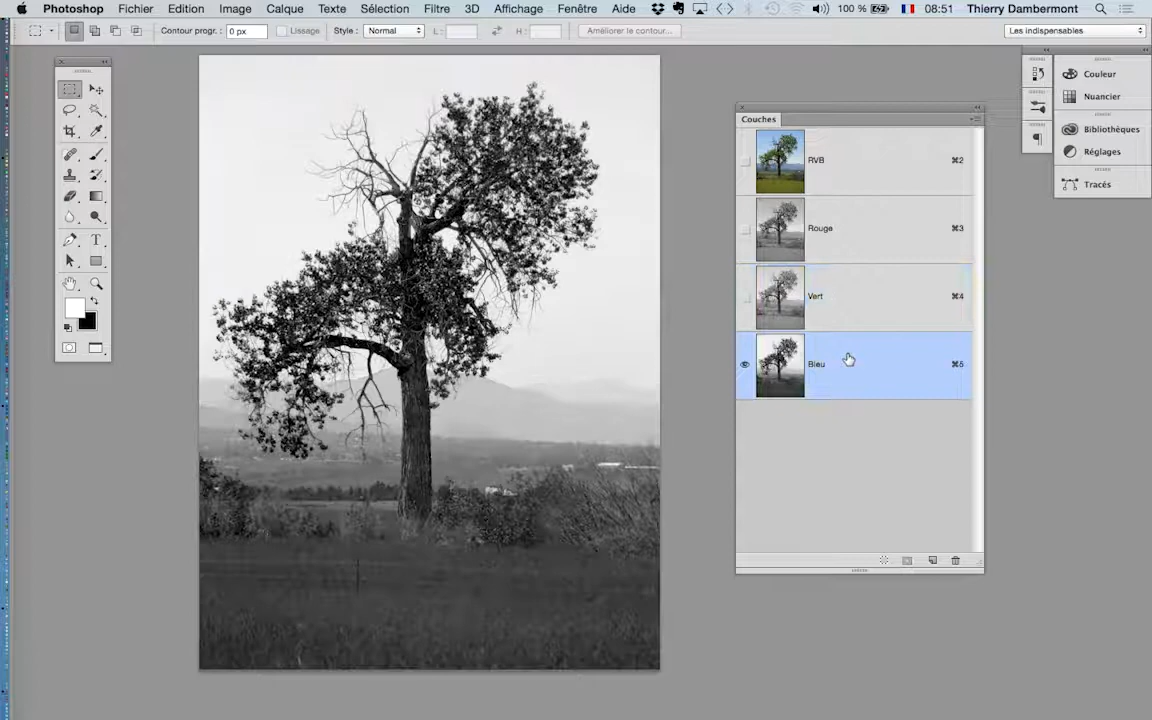 Photoshop Fichier Edition Image Calque Texte Sélection Filtre 3D Affichage Fenêtre Aide 100 % 08:51 Thierry Dambermont
Contour progr. : 0 px Lissage Style : Normal L : H : Améliorer le contour... Les indispensables
Couleur
Nuancier
Bibliothèques
Réglages
Tracés
Couches
RVB ⌘2
Rouge ⌘3
Vert ⌘4
Bleu ⌘5